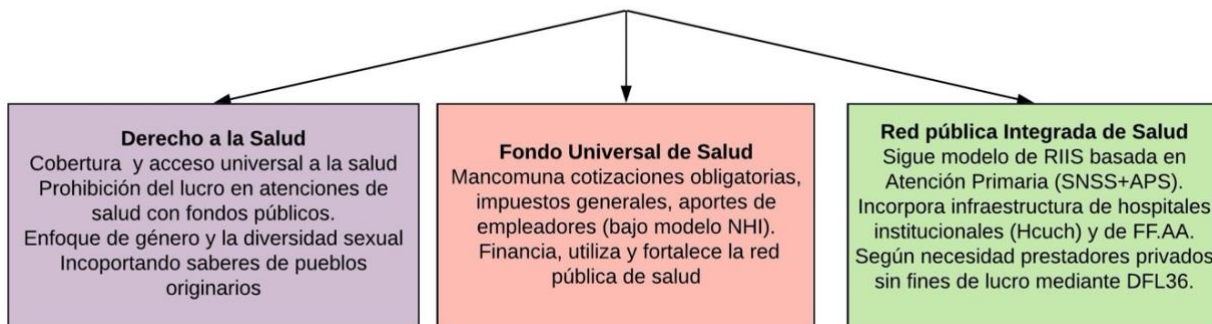 Derecho a la Salud
Cobertura y acceso universal a la salud
Prohibición del lucro en atenciones de
salud con fondos públicos.
Enfoque de género y la diversidad sexual
Incoportando saberes de pueblos
originarios
Fondo Universal de Salud
Mancomuna cotizaciones obligatorias,
impuestos generales, aportes de
empleadores (bajo modelo NHI).
Financia, utiliza y fortalece la red
pública de salud
Red pública Integrada de Salud
Sigue modelo de RIIS basada en
Atención Primaria (SNSS+APS).
Incorpora infraestructura de hospitales
institucionales (Hcuch) y de FF.AA.
Según necesidad prestadores privados
sin fines de lucro mediante DFL36.